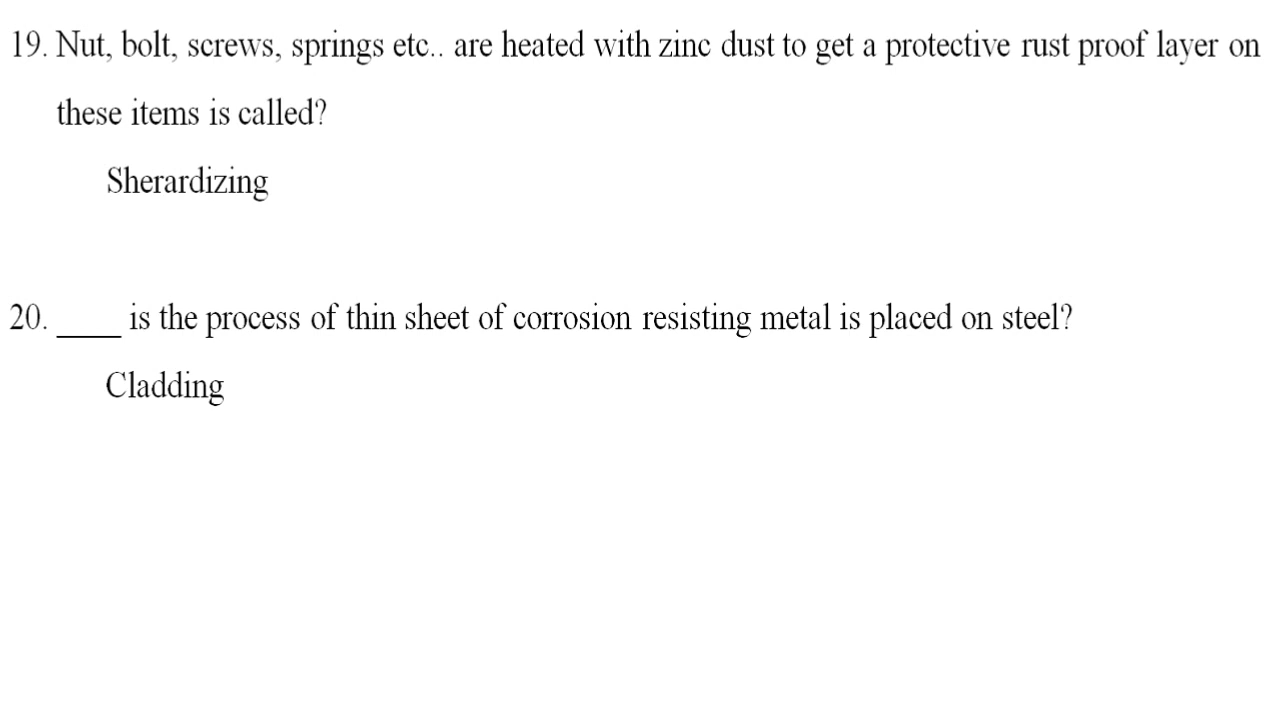 19. Nut, bolt, screws, springs etc.. are heated with zinc dust to get a protective rust proof layer on
these items is called?
Sherardizing
20. ____ is the process of thin sheet of corrosion resisting metal is placed on steel?
Cladding